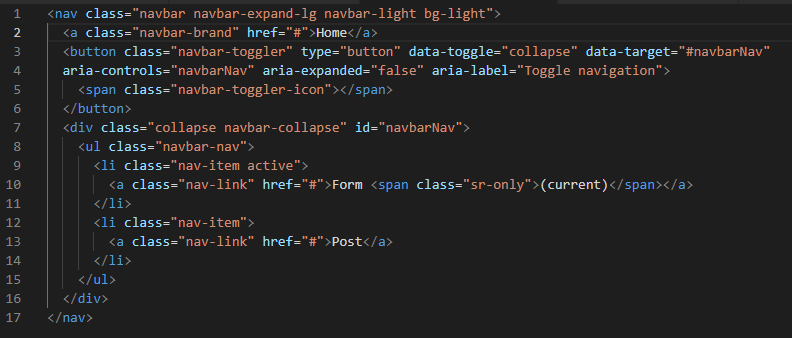 1 <nav class="navbar navbar-expand-lg navbar-light bg-light">
2 <a class="navbar-brand" href="#">Home</a>
3 <button class="navbar-toggler" type="button" data-toggle="collapse" data-target="#navbarNav"
4 aria-controls="navbarNav" aria-expanded="false" aria-label="Toggle navigation">
5 <span class="navbar-toggler-icon"></span>
6 </button>
7 <div class="collapse navbar-collapse" id="navbarNav">
8 <ul class="navbar-nav">
9 <li class="nav-item active">
10 <a class="nav-link" href="#">Form <span class="sr-only">(current)</span></a>
11 </li>
12 <li class="nav-item">
13 <a class="nav-link" href="#">Post</a>
14 </li>
15 </ul>
16 </div>
17 </nav>